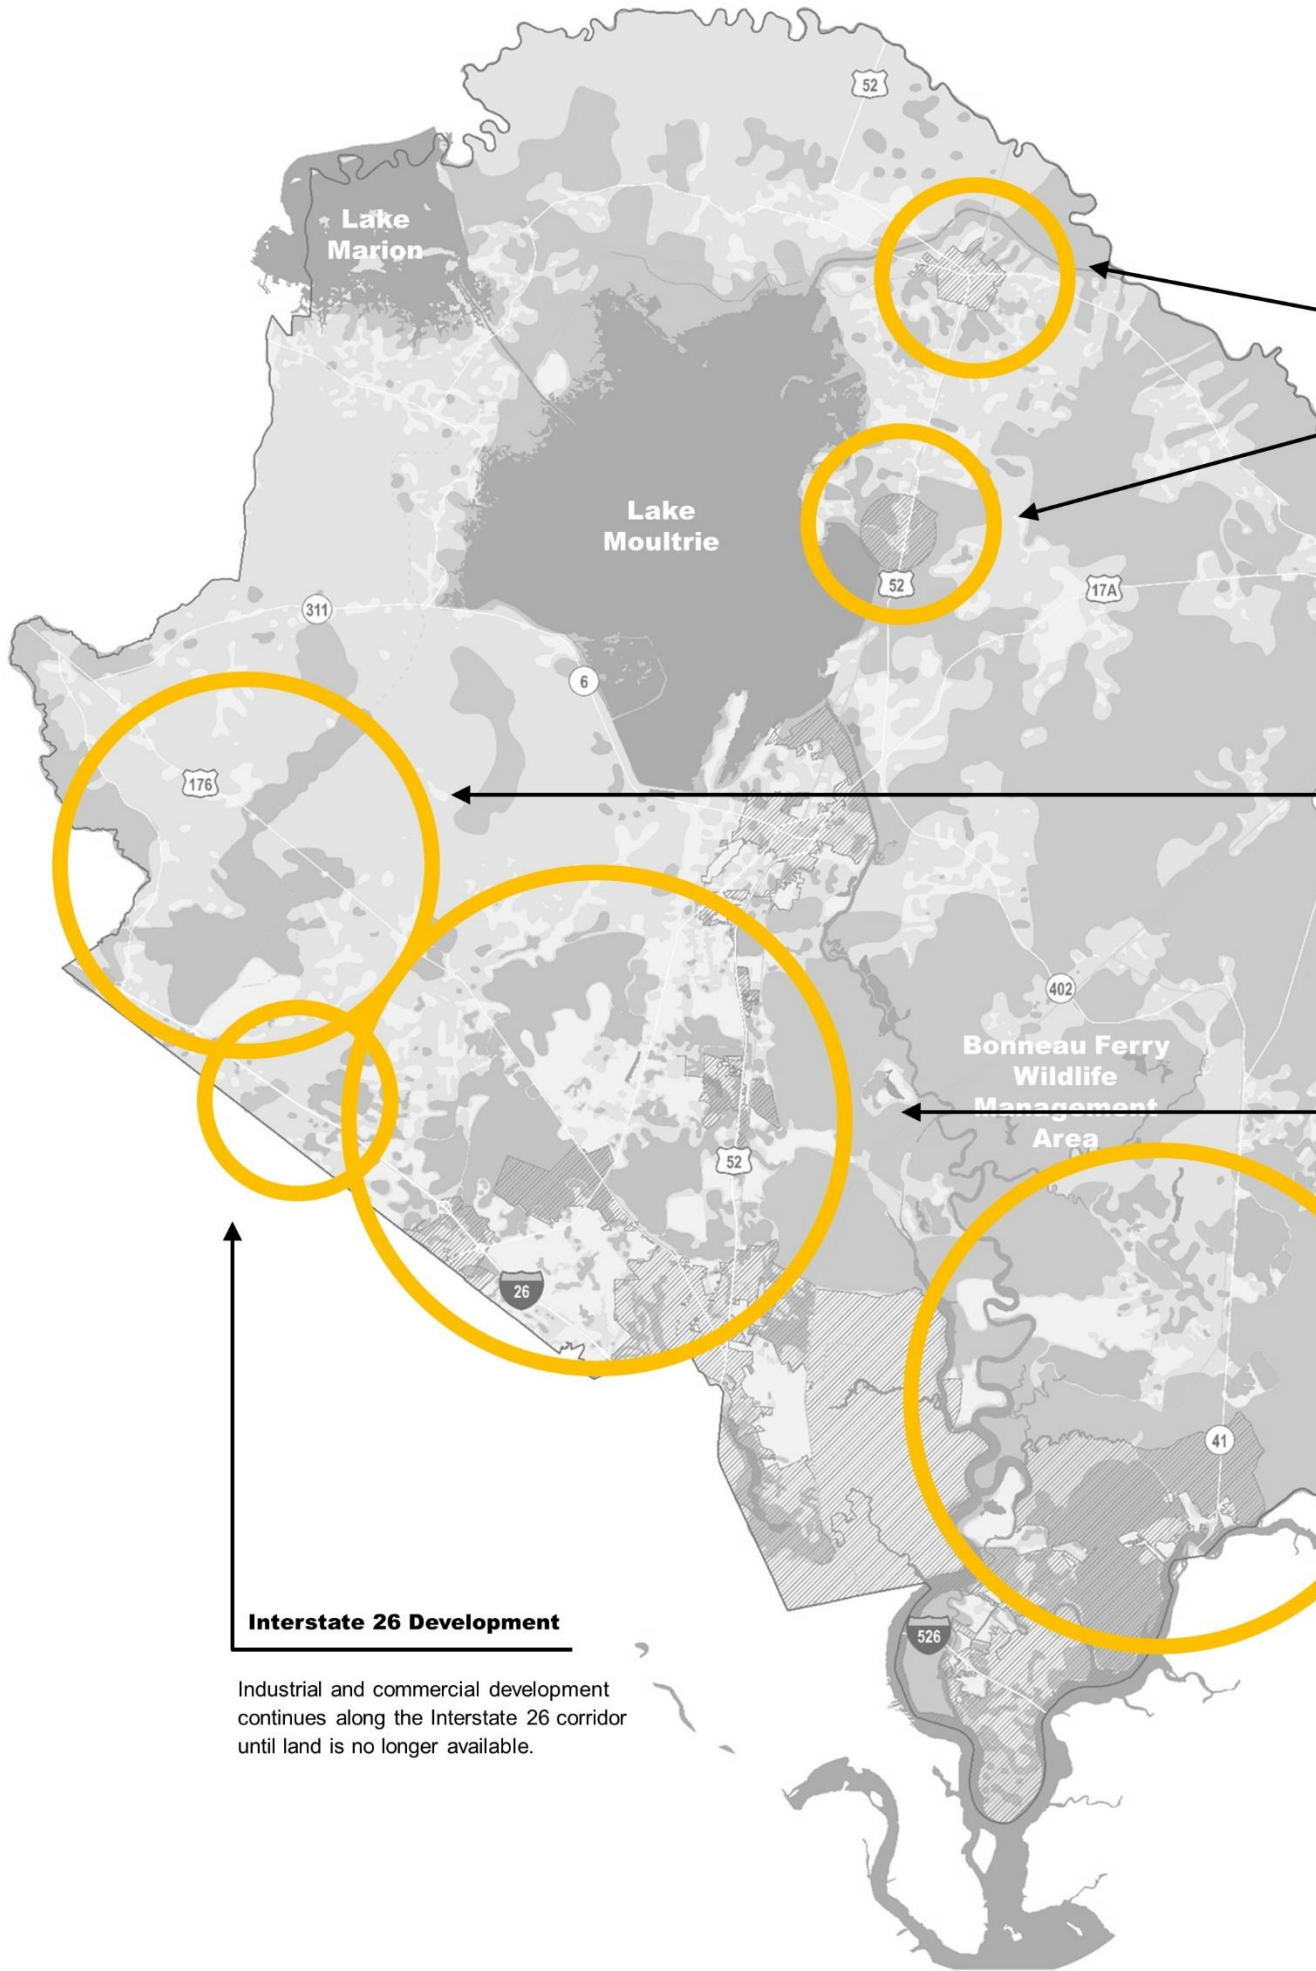 52
Lake
Marion
Lake
Moultrie
52
17A
311
6
176
402
Bonneau Ferry
Wildlife
Management
Area
52
26
41
Interstate 26 Development
526
Industrial and commercial development
continues along the Interstate 26 corridor
until land is no longer available.